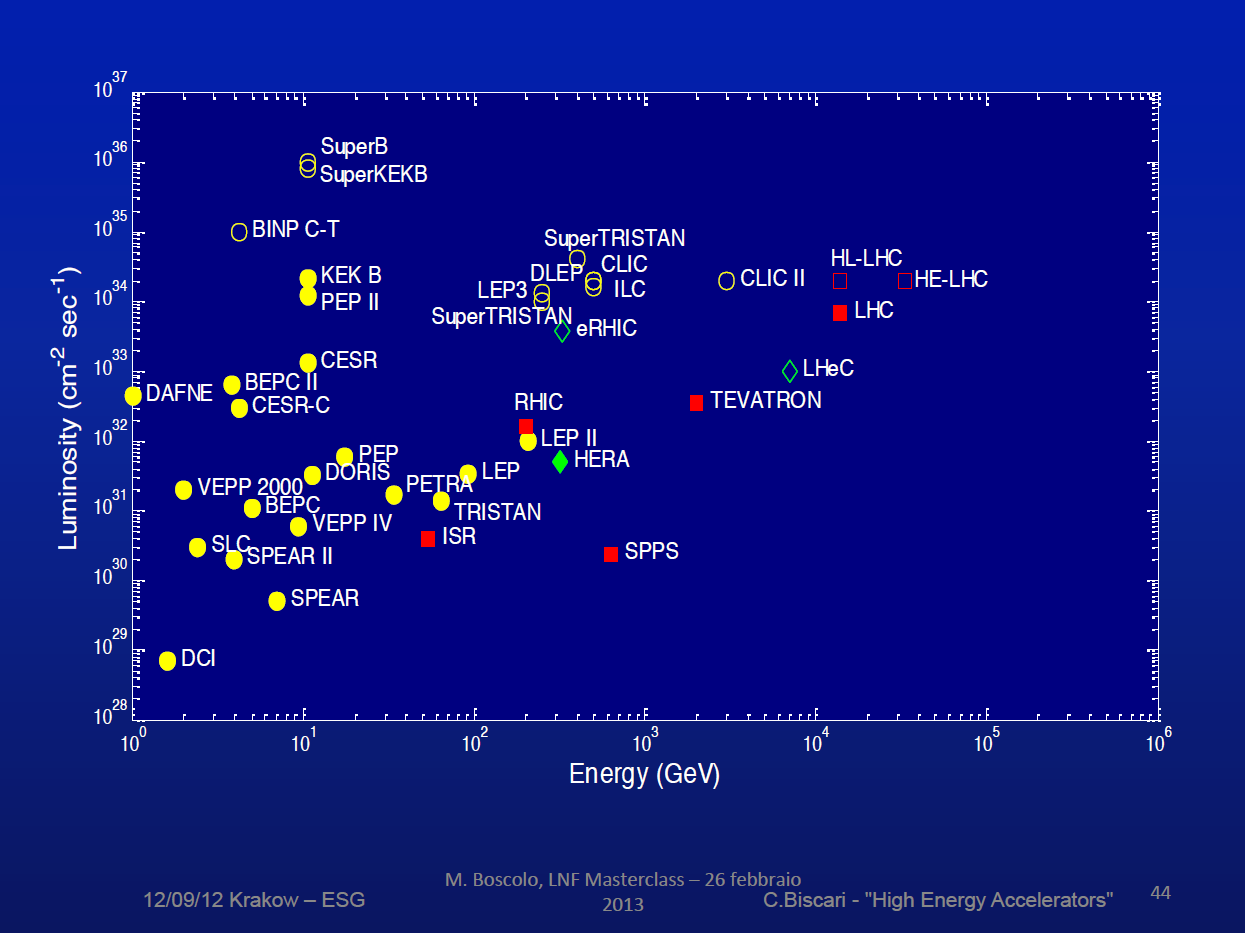 10^37
10^36
10^35
10^34
10^33
10^32
10^31
10^30
10^29
10^28
Luminosity (cm^-2 sec^-1)
SuperB
SuperKEKB
BINP C-T
SuperTRISTAN
HL-LHC
CLIC
KEK B
DLEP
CLIC II
HE-LHC
LEP3
ILC
PEP II
LHC
SuperTRISTAN
eRHIC
CESR
LHeC
BEPC II
DAFNE
CESR-C
RHIC
TEVATRON
LEP II
PEP
HERA
DORIS
LEP
VEPP 2000
PETRA
BEPC
TRISTAN
VEPP IV
ISR
SLC
SPEAR II
SPPS
SPEAR
DCI
10^0 10^1 10^2 10^3 10^4 10^5 10^6
Energy (GeV)
M. Boscolo, LNF Masterclass – 26 febbraio
2013
12/09/12 Krakow – ESG
C.Biscari - "High Energy Accelerators"
44